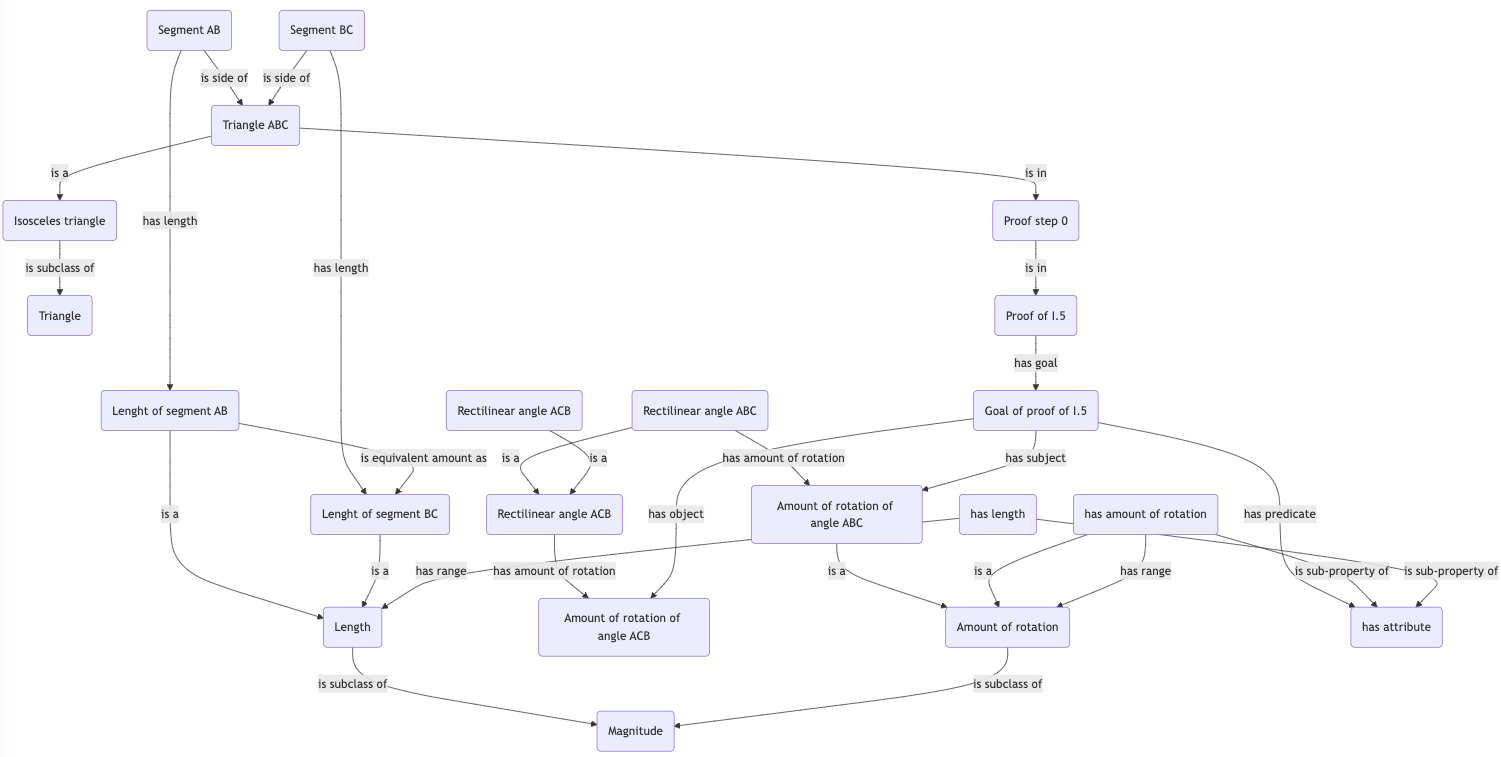 Segment AB
Segment BC
is side of
is side of
Triangle ABC
is a
is in
Isosceles triangle
has length
Proof step 0
is subclass of
has length
is in
Triangle
Proof of I.5
has goal
Lenght of segment AB
Rectilinear angle ACB
Rectilinear angle ABC
Goal of proof of I.5
is equivalent amount as
is a
is a
has amount of rotation
has subject
is a
Lenght of segment BC
Rectilinear angle ACB
has object
Amount of rotation of
angle ABC
has length
has amount of rotation
has predicate
is a
has range
has amount of rotation
is a
is a
has range
is sub-property of
is sub-property of
Length
Amount of rotation of
angle ACB
Amount of rotation
has attribute
is subclass of
is subclass of
Magnitude